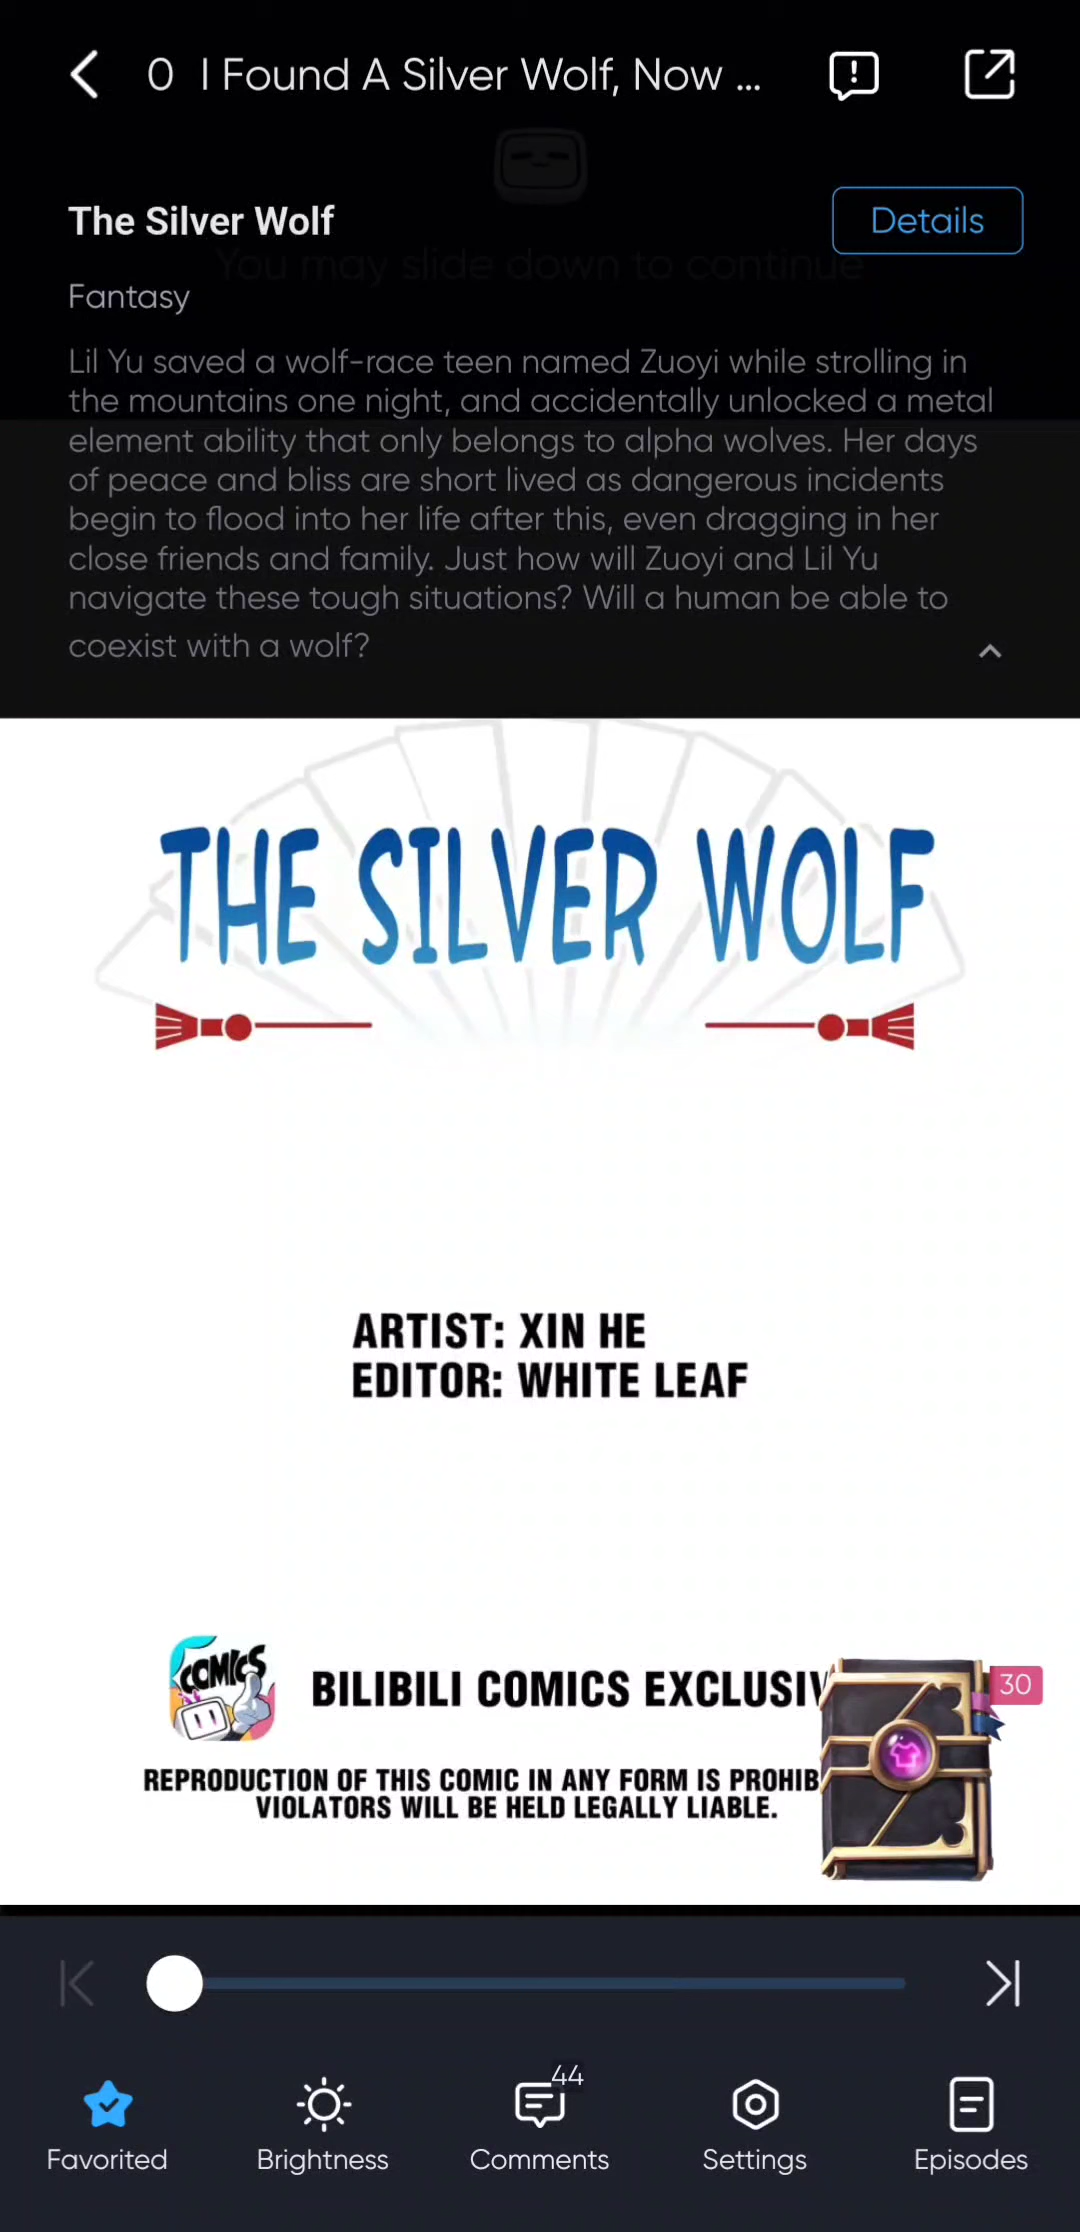 0 I Found A Silver Wolf, Now ...
The Silver Wolf
Details
You may slide down to continue
Fantasy
Lil Yu saved a wolf-race teen named Zuoyi while strolling in
the mountains one night, and accidentally unlocked a metal
element ability that only belongs to alpha wolves. Her days
of peace and bliss are short lived as dangerous incidents
begin to flood into her life after this, even dragging in her
close friends and family. Just how will Zuoyi and Lil Yu
navigate these tough situations? Will a human be able to
coexist with a wolf?
THE SILVER WOLF
ARTIST: XIN HE
EDITOR: WHITE LEAF
COMICS
BILIBILI COMICS EXCLUSIV
30
REPRODUCTION OF THIS COMIC IN ANY FORM IS PROHIB
VIOLATORS WILL BE HELD LEGALLY LIABLE.
44
Favorited
Brightness
Comments
Settings
Episodes